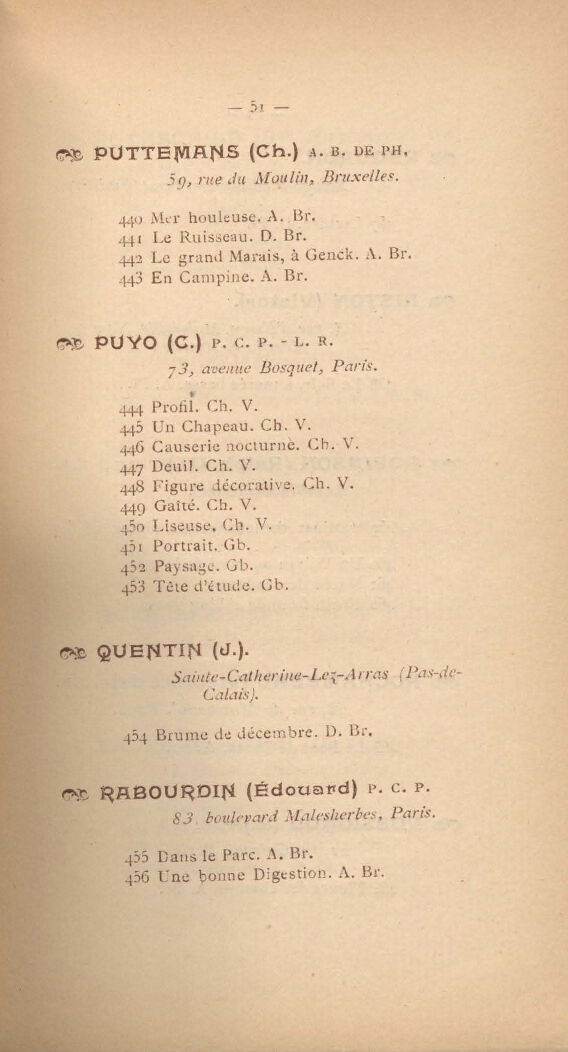 — 51 —
PUTTEMANS (Ch.) A. B. DE PH.
59, rue du Moulin, Bruxelles.
440 Mer houleuse. A. Br.
441 Le Ruisseau. D. Br.
442 Le grand Marais, à Genck. A. Br.
443 En Campine. A. Br.
PUYO (C.) P. C. P. - L. R.
73, avenue Bosquet, Paris.
444 Profil. Ch. V.
445 Un Chapeau. Ch. V.
446 Causerie nocturne. Ch. V.
447 Deuil. Ch. V.
448 Figure décorative. Ch. V.
449 Gaîté. Ch. V.
450 Liseuse. Ch. V.
451 Portrait. Gb.
452 Paysage. Gb.
453 Tête d'étude. Gb.
QUENTIN (J.).
Sainte-Catherine-Lez-Arras (Pas-de-
Calais).
454 Brume de décembre. D. Br.
RABOURDIN (Édouard) P. C. P.
83, boulevard Malesherbes, Paris.
455 Dans le Parc. A. Br.
456 Une bonne Digestion. A. Br.